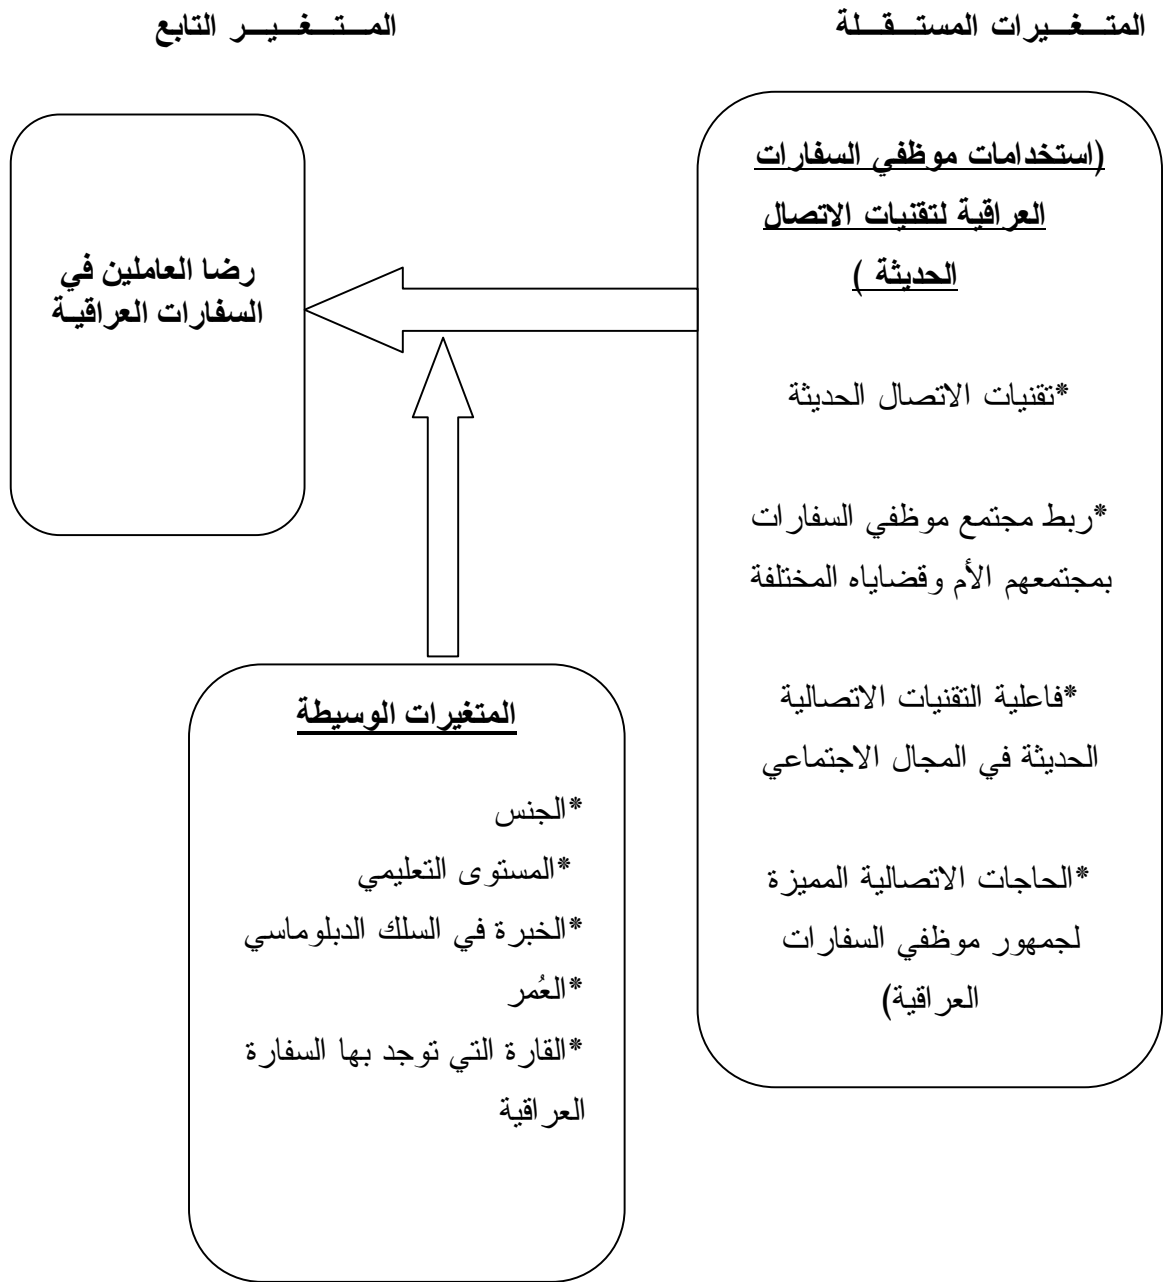 المتغيرات المستقلة
المتغير التابع
(استخدامات موظفي السفارات
العراقية لتقنيات الاتصال
الحديثة )
*تقنيات الاتصال الحديثة
*ربط مجتمع موظفي السفارات
بمجتمعهم الأم وقضاياه المختلفة
*فاعلية التقنيات الاتصالية
الحديثة في المجال الاجتماعي
*الحاجات الاتصالية المميزة
لجمهور موظفي السفارات
العراقية)
رضا العاملين في
السفارات العراقية
المتغيرات الوسيطة
*الجنس
*المستوى التعليمي
*الخبرة في السلك الدبلوماسي
*العُمر
*القارة التي توجد بها السفارة
العراقية